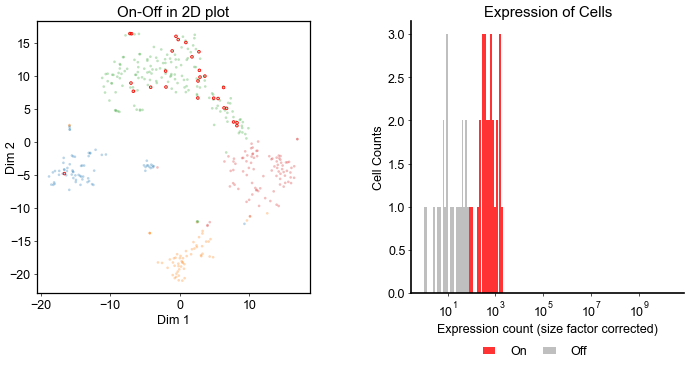 On-Off in 2D plot
Dim 2
15
10
5
0
−5
−10
−15
−20
−20 −10 0 10
Dim 1
Expression of Cells
Cell Counts
3.0
2.5
2.0
1.5
1.0
0.5
0.0
10^1 10^3 10^5 10^7 10^9
Expression count (size factor corrected)
On Off